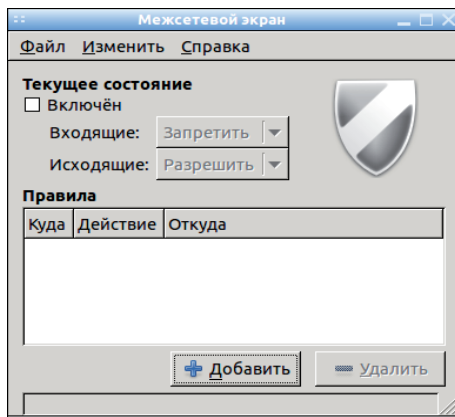 Межсетевой экран
Файл Изменить Справка
Текущее состояние
Включён
Входящие: Запретить
Исходящие: Разрешить
Правила
Куда Действие Откуда
Добавить Удалить